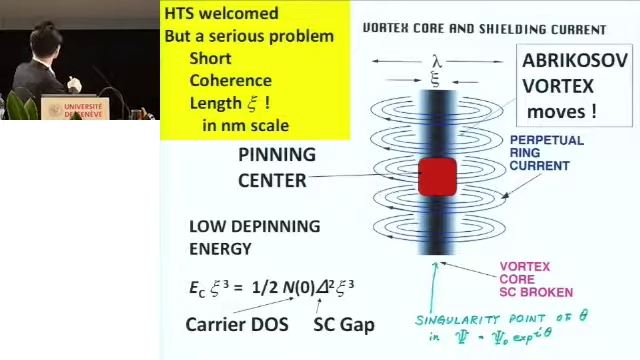 HTS welcomed
But a serious problem
Short
Coherence
Length ξ !
in nm scale
UNIVERSITÉ
DE GENÈVE
VORTEX CORE AND SHIELDING CURRENT
λ
ξ
ABRIKOSOV
VORTEX
moves !
PINNING
CENTER
PERPETUAL
RING
CURRENT
LOW DEPINNING
ENERGY
E_C ξ³ = 1/2 N(0)Δ²ξ³
Carrier DOS SC Gap
VORTEX
CORE
SC BROKEN
SINGULARITY POINT OF θ
in Ψ = Ψ₀ exp iθ